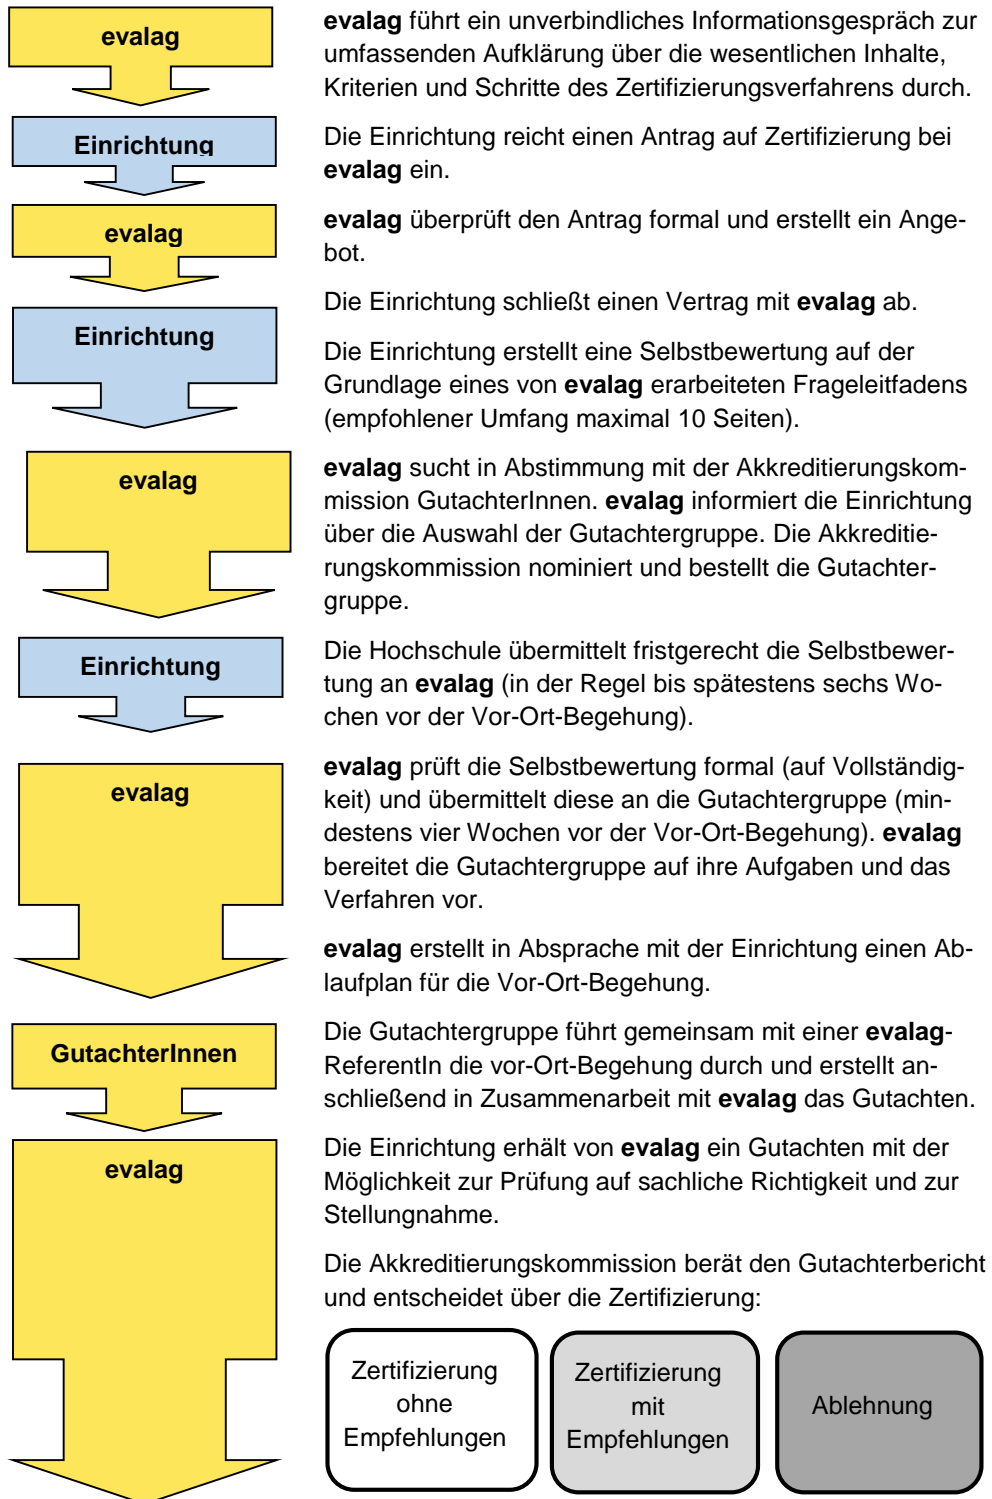 evalag
evalag führt ein unverbindliches Informationsgespräch zur
umfassenden Aufklärung über die wesentlichen Inhalte,
Kriterien und Schritte des Zertifizierungsverfahrens durch.
Einrichtung
Die Einrichtung reicht einen Antrag auf Zertifizierung bei
evalag ein.
evalag
evalag überprüft den Antrag formal und erstellt ein Ange-
bot.
Einrichtung
Die Einrichtung schließt einen Vertrag mit evalag ab.
Die Einrichtung erstellt eine Selbstbewertung auf der
Grundlage eines von evalag erarbeiteten Frageleitfadens
(empfohlener Umfang maximal 10 Seiten).
evalag
evalag sucht in Abstimmung mit der Akkreditierungskom-
mission GutachterInnen. evalag informiert die Einrichtung
über die Auswahl der Gutachtergruppe. Die Akkreditie-
rungskommission nominiert und bestellt die Gutachter-
gruppe.
Einrichtung
Die Hochschule übermittelt fristgerecht die Selbstbewer-
tung an evalag (in der Regel bis spätestens sechs Wo-
chen vor der Vor-Ort-Begehung).
evalag
evalag prüft die Selbstbewertung formal (auf Vollständig-
keit) und übermittelt diese an die Gutachtergruppe (min-
destens vier Wochen vor der Vor-Ort-Begehung). evalag
bereitet die Gutachtergruppe auf ihre Aufgaben und das
Verfahren vor.
evalag erstellt in Absprache mit der Einrichtung einen Ab-
laufplan für die Vor-Ort-Begehung.
GutachterInnen
Die Gutachtergruppe führt gemeinsam mit einer evalag-
ReferentIn die vor-Ort-Begehung durch und erstellt an-
schließend in Zusammenarbeit mit evalag das Gutachten.
evalag
Die Einrichtung erhält von evalag ein Gutachten mit der
Möglichkeit zur Prüfung auf sachliche Richtigkeit und zur
Stellungnahme.
Die Akkreditierungskommission berät den Gutachterbericht
und entscheidet über die Zertifizierung:
Zertifizierung
ohne
Empfehlungen
Zertifizierung
mit
Empfehlungen
Ablehnung